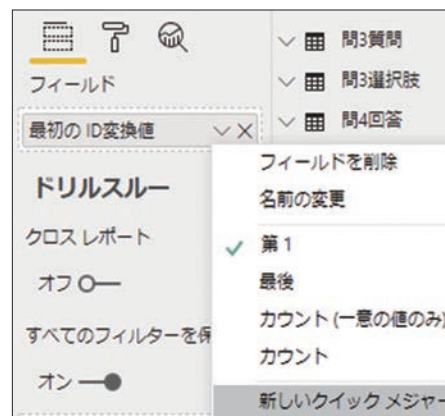 フィールド
最初の ID変換値
ドリルスルー
クロス レポート
オフ
すべてのフィルターを保
オン
問3質問
問3選択肢
問4回答
フィールドを削除
名前の変更
第 1
最後
カウント (一意の値のみ)
カウント
新しいクイック メジャー